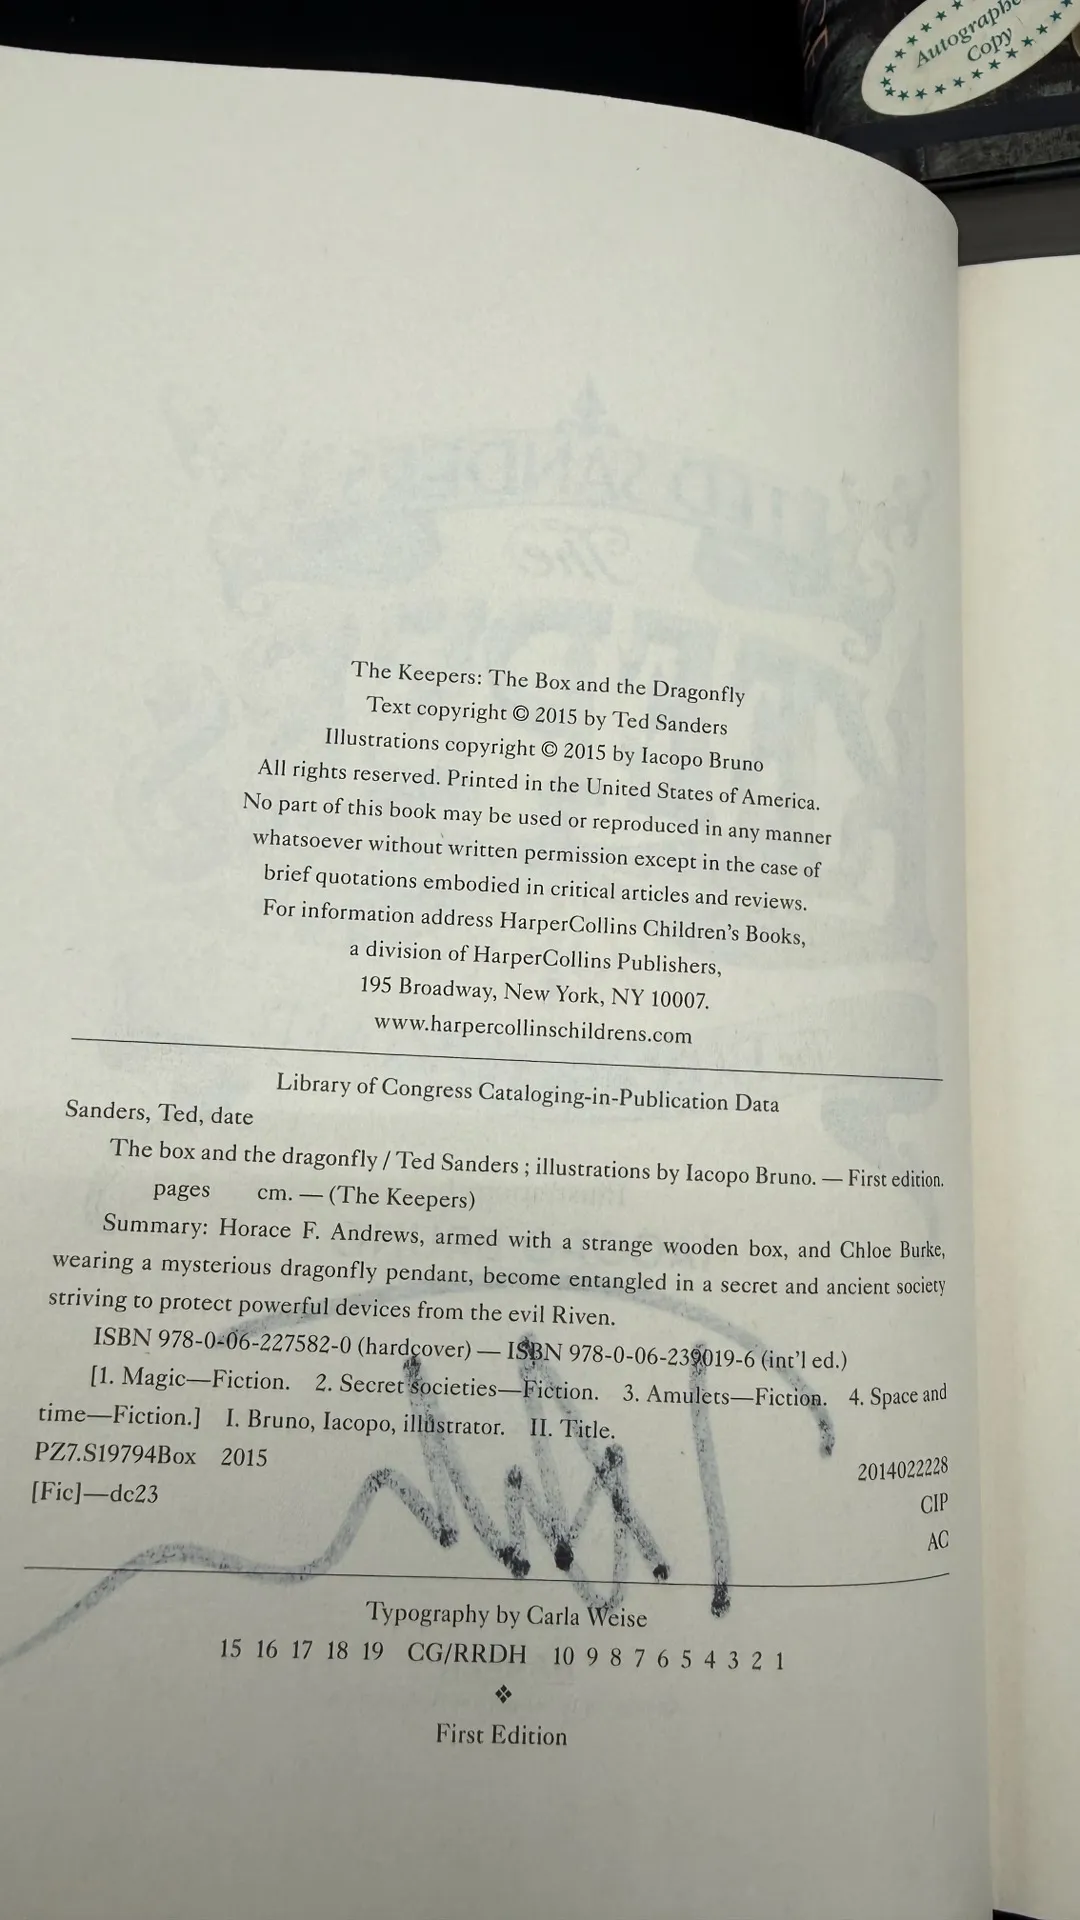 Autographed
Copy
The Keepers: The Box and the Dragonfly
Text copyright © 2015 by Ted Sanders
Illustrations copyright © 2015 by Iacopo Bruno
All rights reserved. Printed in the United States of America.
No part of this book may be used or reproduced in any manner
whatsoever without written permission except in the case of
brief quotations embodied in critical articles and reviews.
For information address HarperCollins Children's Books,
a division of HarperCollins Publishers,
195 Broadway, New York, NY 10007.
www.harpercollinschildrens.com
Library of Congress Cataloging-in-Publication Data
Sanders, Ted, date
The box and the dragonfly / Ted Sanders ; illustrations by Iacopo Bruno. — First edition.
pages cm. — (The Keepers)
Summary: Horace F. Andrews, armed with a strange wooden box, and Chloe Burke,
wearing a mysterious dragonfly pendant, become entangled in a secret and ancient society
striving to protect powerful devices from the evil Riven.
ISBN 978-0-06-227582-0 (hardcover) — ISBN 978-0-06-239019-6 (int'l ed.)
[1. Magic—Fiction. 2. Secret societies—Fiction. 3. Amulets—Fiction. 4. Space and
time—Fiction.] I. Bruno, Iacopo, illustrator. II. Title.
PZ7.S19794Box 2015 2014022228
[Fic]—dc23 CIP
AC
Typography by Carla Weise
15 16 17 18 19 CG/RRDH 10 9 8 7 6 5 4 3 2 1
❖
First Edition